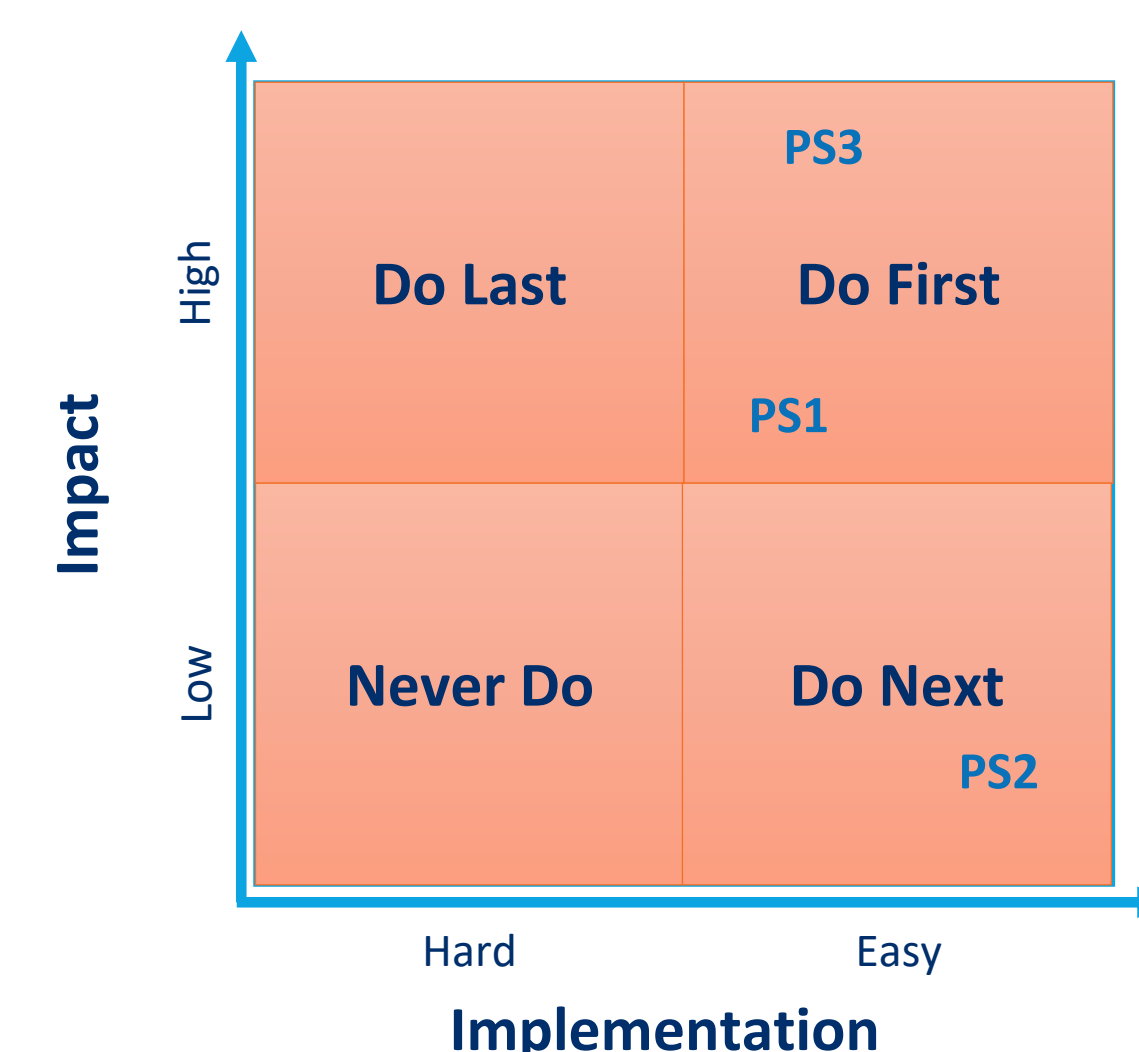 PS3
High
Do Last
Do First
PS1
Impact
Low
Never Do
Do Next
PS2
Hard
Easy
Implementation